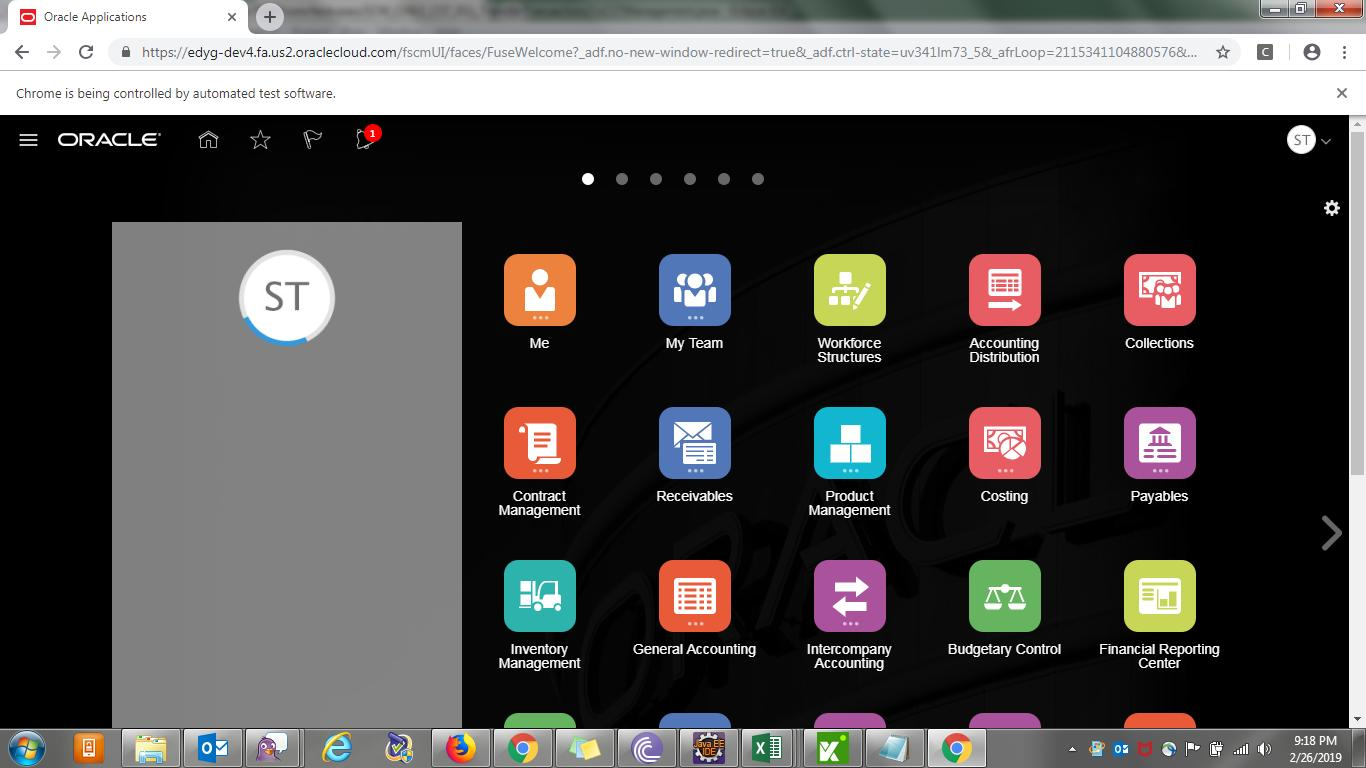 Oracle Applications
https://edyg-dev4.fa.us2.oraclecloud.com/fscmUI/faces/FuseWelcome?_adf.no-new-window-redirect=true&_adf.ctrl-state=uv341lm73_5&_afrLoop=2115341104880576&...
C
Chrome is being controlled by automated test software.
ORACLE
1
ST
ST
Me
My Team
Workforce
Structures
Accounting
Distribution
Collections
Contract
Management
Receivables
Product
Management
Costing
Payables
Inventory
Management
General Accounting
Intercompany
Accounting
Budgetary Control
Financial Reporting
Center
Java EE
IDE
9:18 PM
2/26/2019